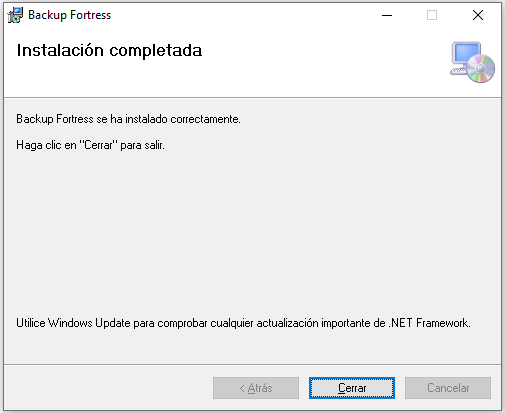 Backup Fortress
Instalación completada
Backup Fortress se ha instalado correctamente.
Haga clic en "Cerrar" para salir.
Utilice Windows Update para comprobar cualquier actualización importante de .NET Framework.
< Atrás
Cerrar
Cancelar